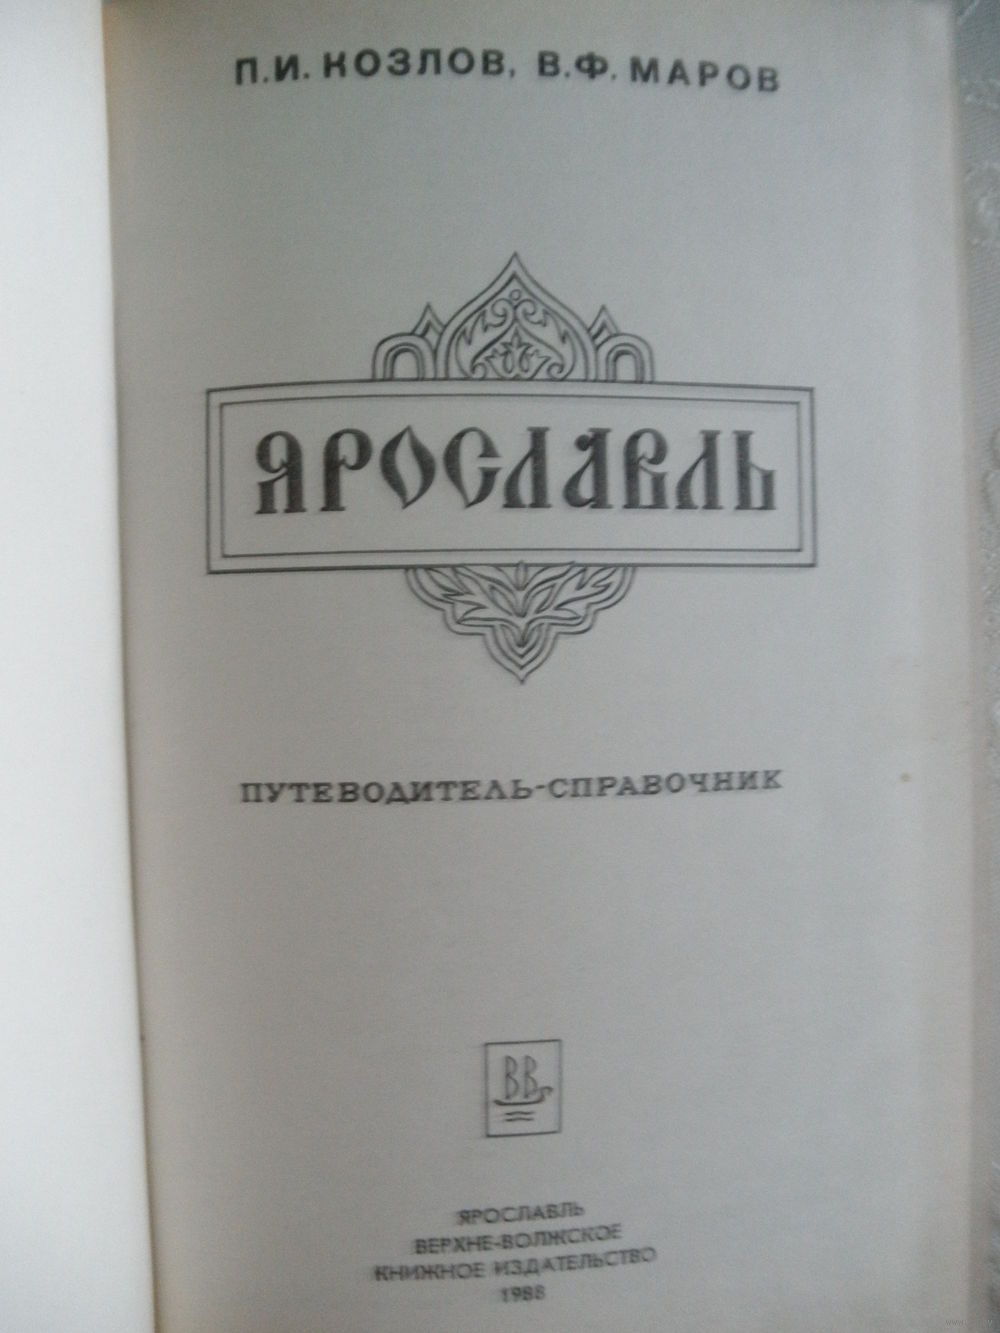 П.И. КОЗЛОВ, В.Ф. МАРОВ
ЯРОСЛАВЛЬ
ПУТЕВОДИТЕЛЬ-СПРАВОЧНИК
ВВ
ЯРОСЛАВЛЬ
ВЕРХНЕ-ВОЛЖСКОЕ
КНИЖНОЕ ИЗДАТЕЛЬСТВО
1988